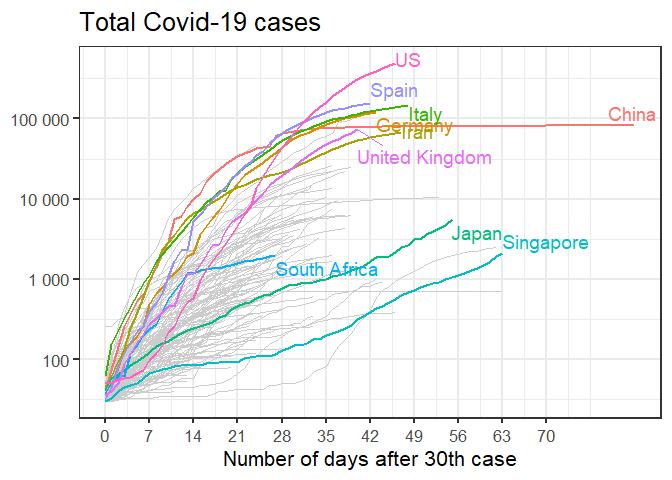 Total Covid-19 cases
US
Spain
100 000
Italy
China
Germany
Iran
United Kingdom
10 000
Japan
Singapore
South Africa
1 000
100
0 7 14 21 28 35 42 49 56 63 70
Number of days after 30th case